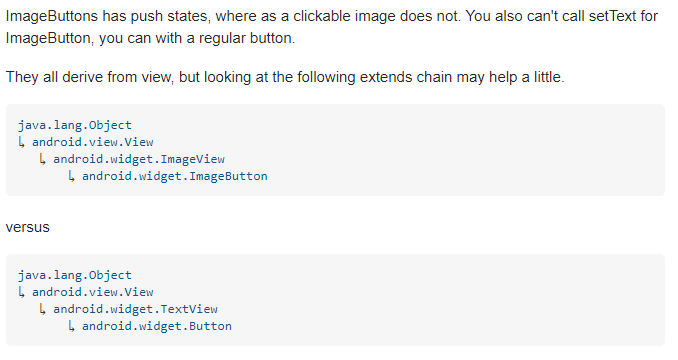 ImageButtons has push states, where as a clickable image does not. You also can't call setText for
ImageButton, you can with a regular button.
They all derive from view, but looking at the following extends chain may help a little.
java.lang.Object
↳ android.view.View
↳ android.widget.ImageView
↳ android.widget.ImageButton
versus
java.lang.Object
↳ android.view.View
↳ android.widget.TextView
↳ android.widget.Button